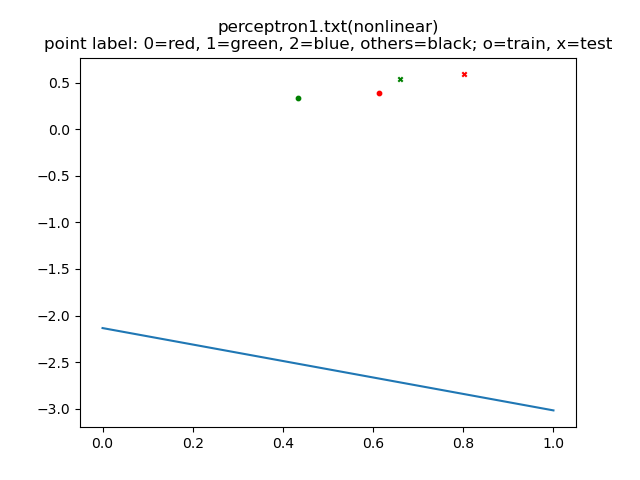 perceptron1.txt(nonlinear)
point label: 0=red, 1=green, 2=blue, others=black; o=train, x=test
0.5
0.0
−0.5
−1.0
−1.5
−2.0
−2.5
−3.0
0.0 0.2 0.4 0.6 0.8 1.0